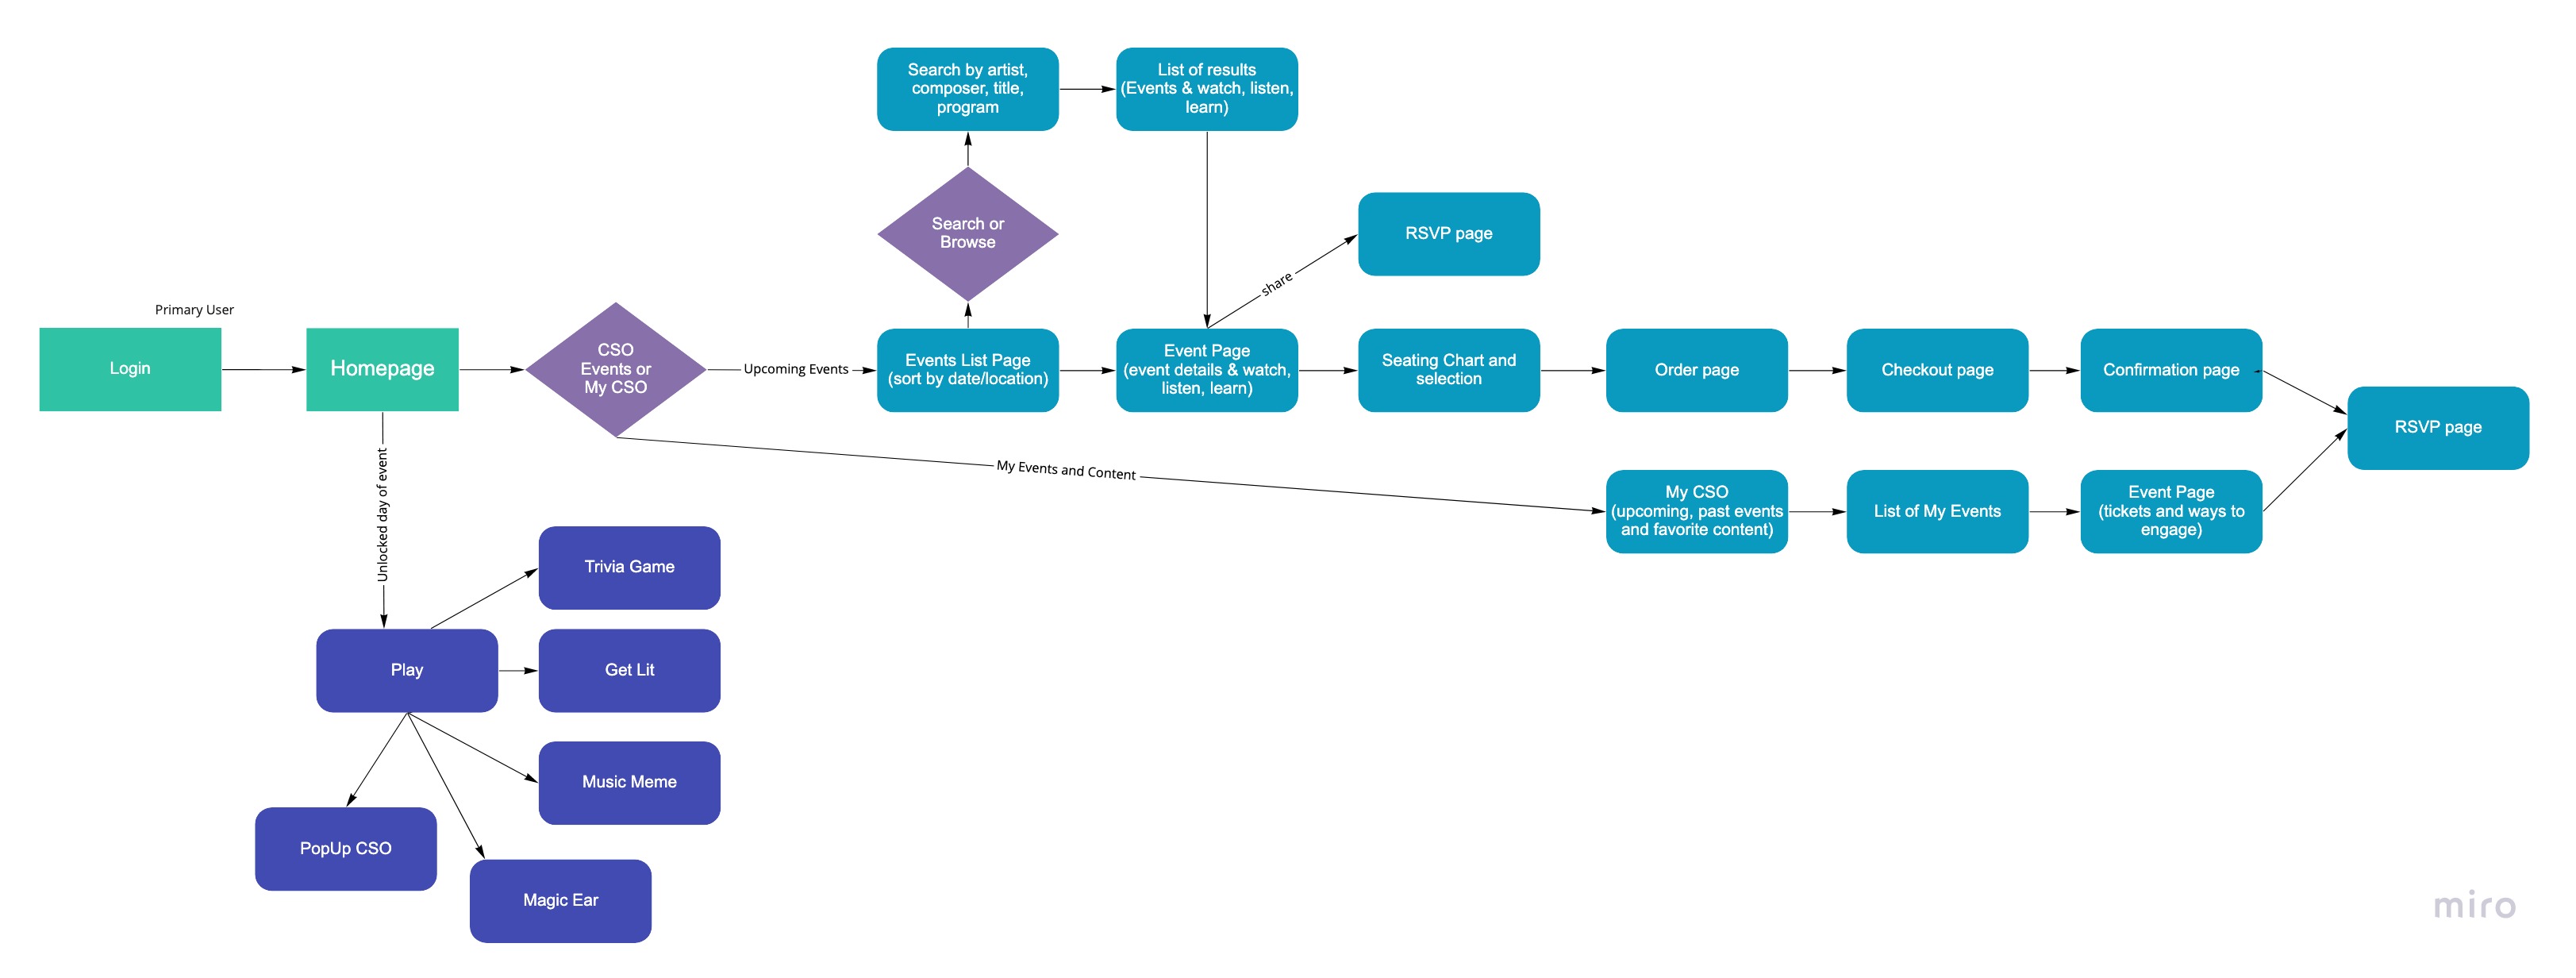 Search by artist,
composer, title,
program
List of results
(Events & watch, listen,
learn)
Search or
Browse
RSVP page
share
Primary User
Login
Homepage
CSO
Events or
My CSO
Upcoming Events
Events List Page
(sort by date/location)
Event Page
(event details & watch,
listen, learn)
Seating Chart and
selection
Order page
Checkout page
Confirmation page
RSVP page
My Events and Content
My CSO
(upcoming, past events
and favorite content)
List of My Events
Event Page
(tickets and ways to
engage)
Unlocked day of event
Trivia Game
Play
Get Lit
Music Meme
PopUp CSO
Magic Ear
miro